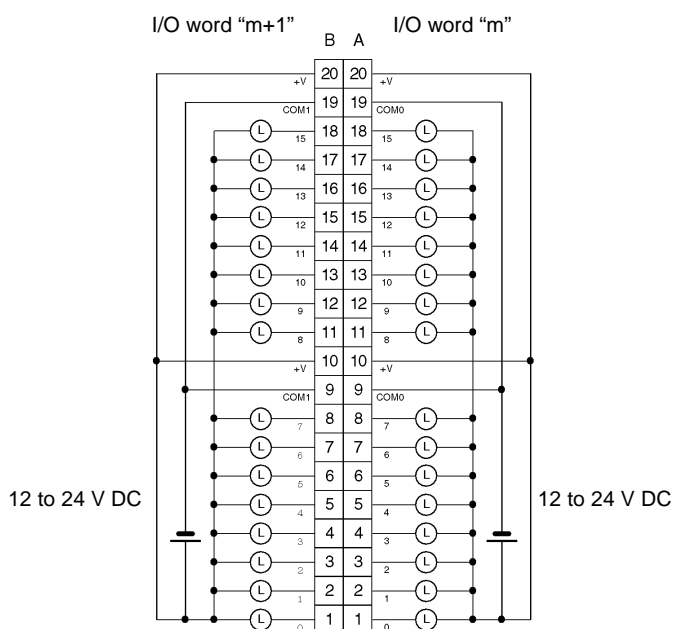 I/O word “m+1” I/O word “m”
B A
+V 20 20 +V
COM1 19 19 COM0
L 15 18 18 15 L
L 14 17 17 14 L
L 13 16 16 13 L
L 12 15 15 12 L
L 11 14 14 11 L
L 10 13 13 10 L
L 9 12 12 9 L
L 8 11 11 8 L
+V 10 10 +V
COM1 9 9 COM0
L 7 8 8 7 L
L 6 7 7 6 L
L 5 6 6 5 L
12 to 24 V DC L 4 5 5 4 L 12 to 24 V DC
L 3 4 4 3 L
L 2 3 3 2 L
L 1 2 2 1 L
L 0 1 1 0 L